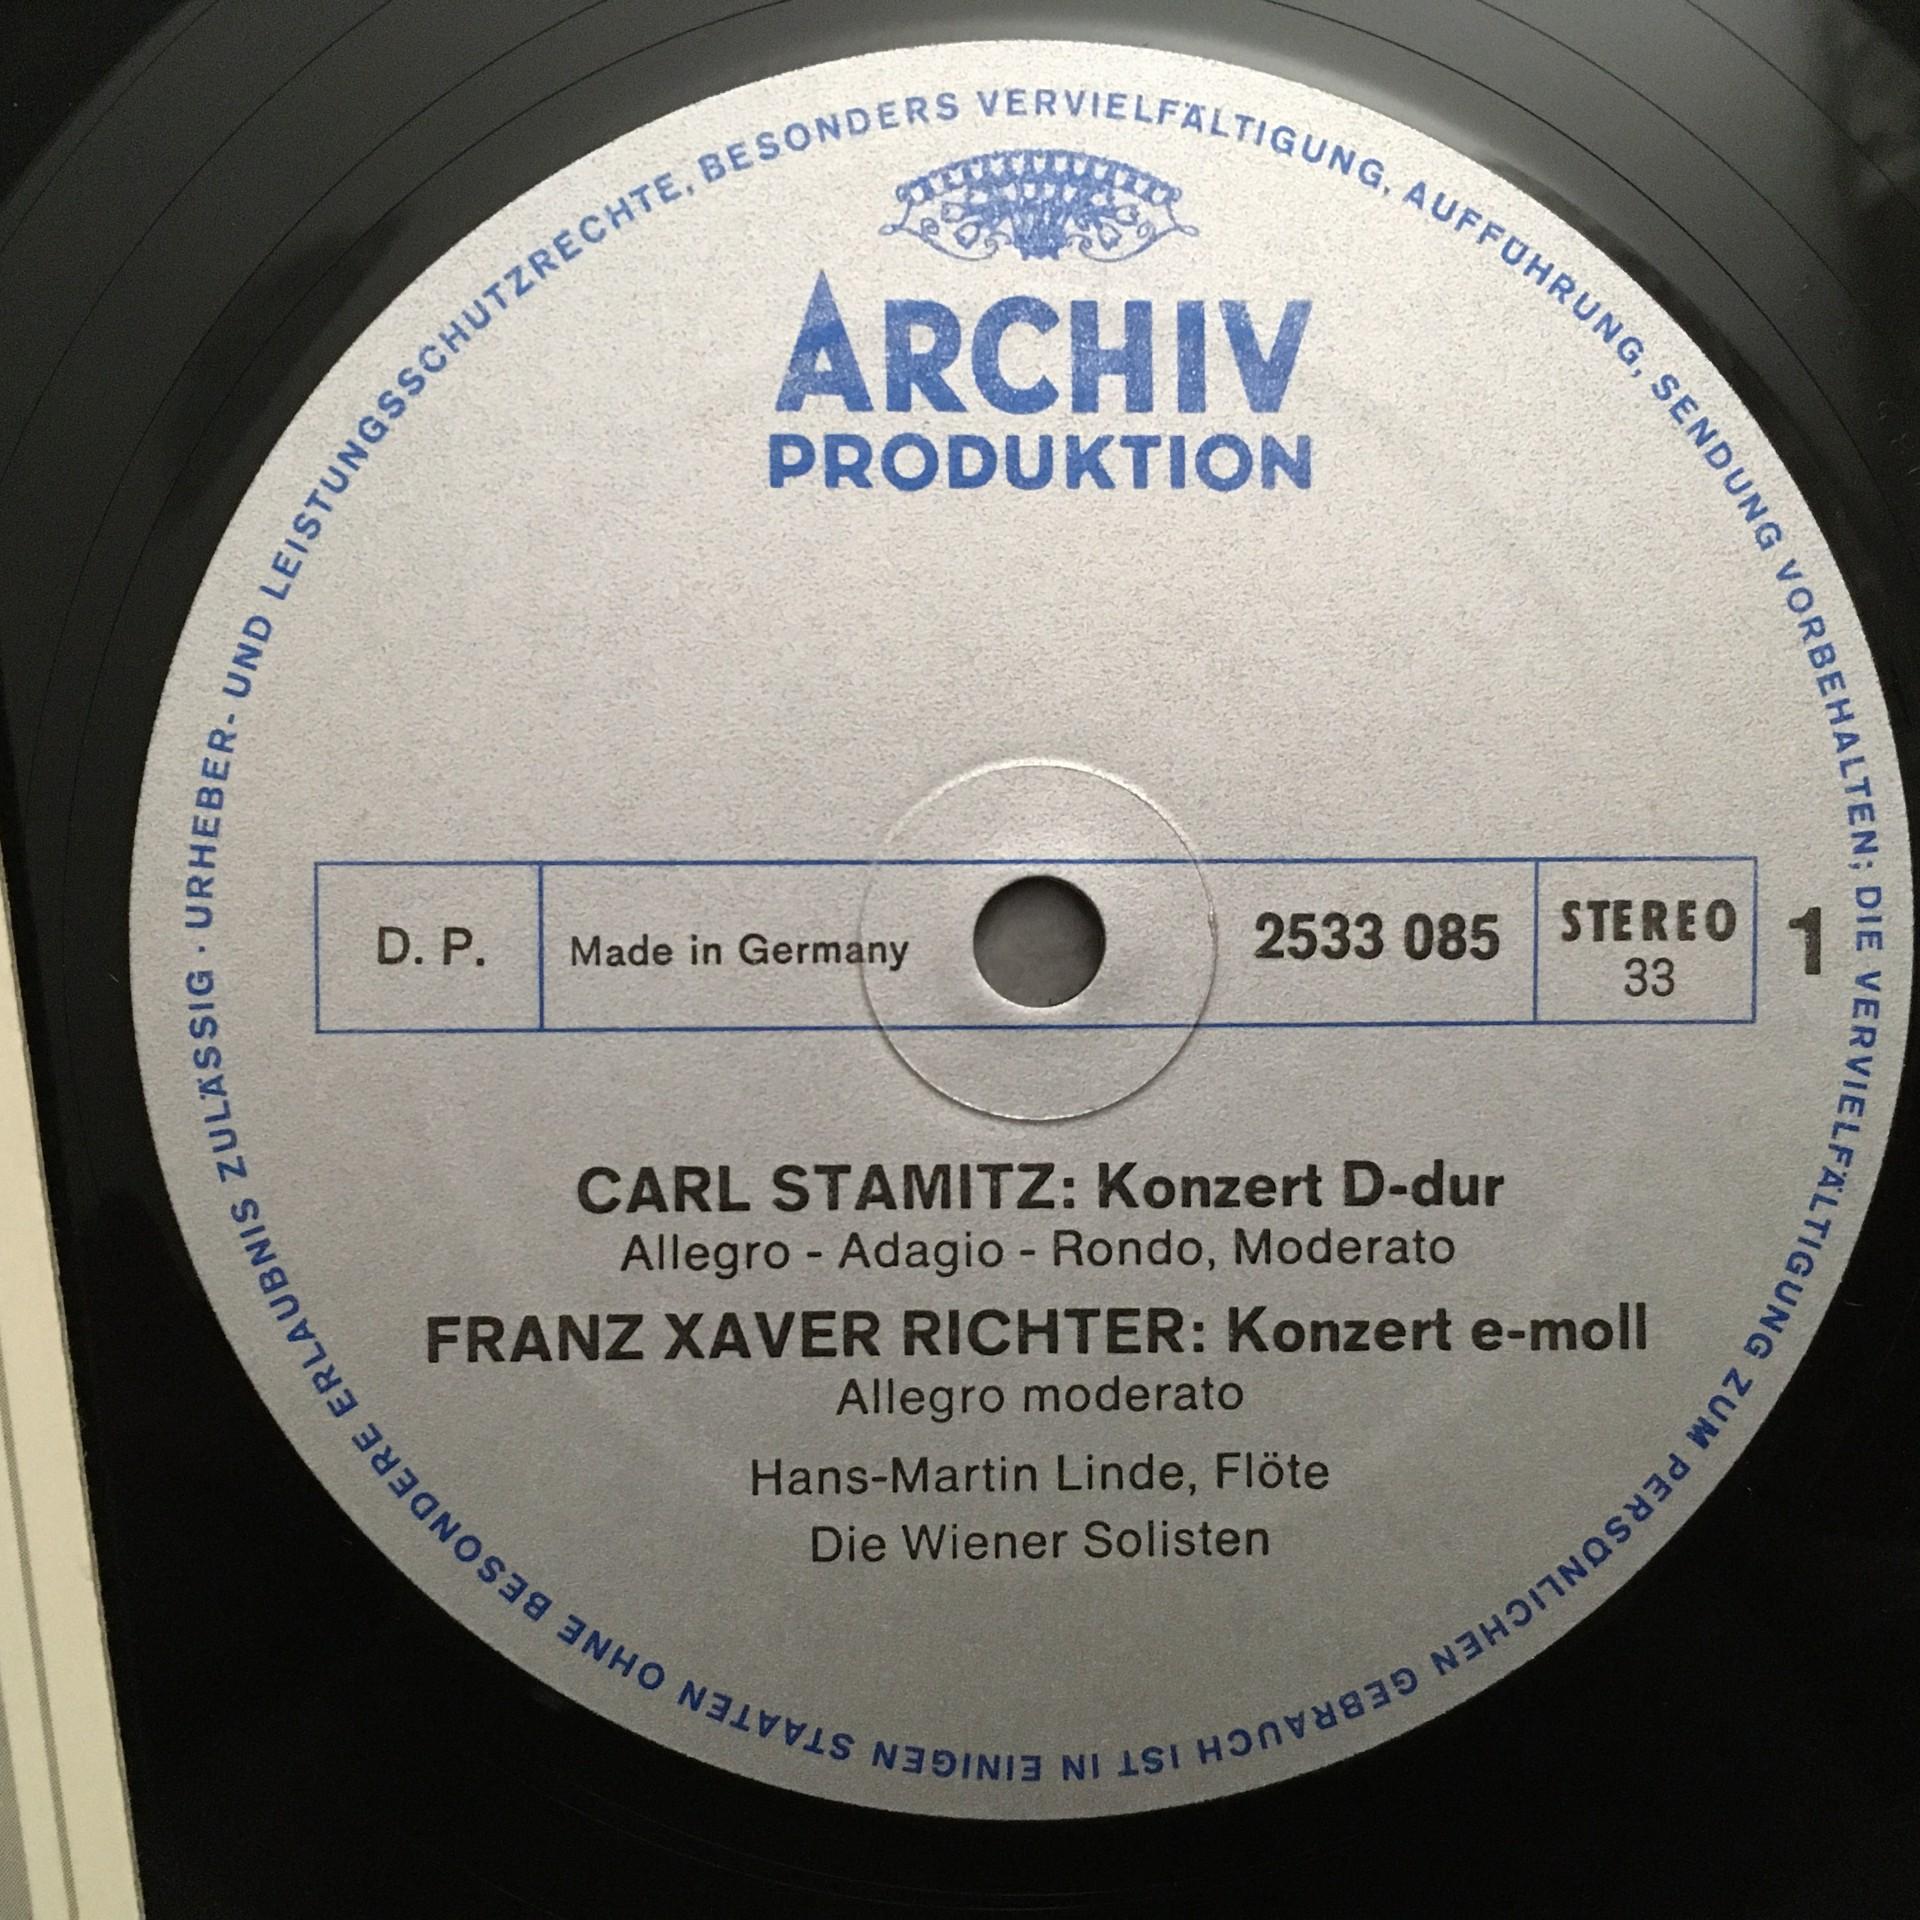 URHEBER- UND LEISTUNGSSCHUTZRECHTE, BESONDERS VERVIELFÄLTIGUNG, AUFFÜHRUNG, SENDUNG VORBEHALTEN; DIE VERVIELFÄLTIGUNG ZUM PERSÖNLICHEN GEBRAUCH IST IN EINIGEN STAATEN OHNE BESONDERE ERLAUBNIS ZULÄSSIG ·
ARCHIV
PRODUKTION
D. P.
Made in Germany
2533 085
STEREO
33
1
CARL STAMITZ: Konzert D-dur
Allegro - Adagio - Rondo, Moderato
FRANZ XAVER RICHTER: Konzert e-moll
Allegro moderato
Hans-Martin Linde, Flöte
Die Wiener Solisten